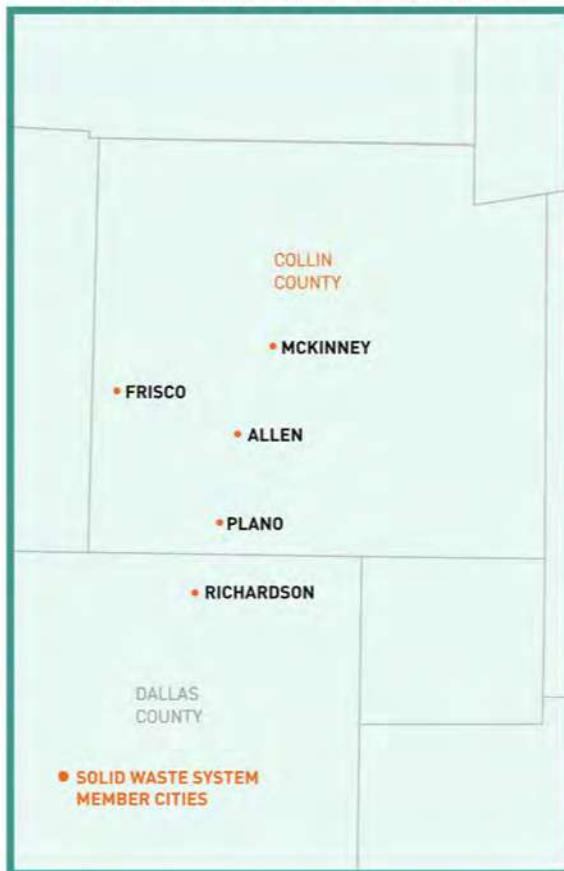 COLLIN
COUNTY
MCKINNEY
FRISCO
ALLEN
PLANO
RICHARDSON
DALLAS
COUNTY
SOLID WASTE SYSTEM
MEMBER CITIES